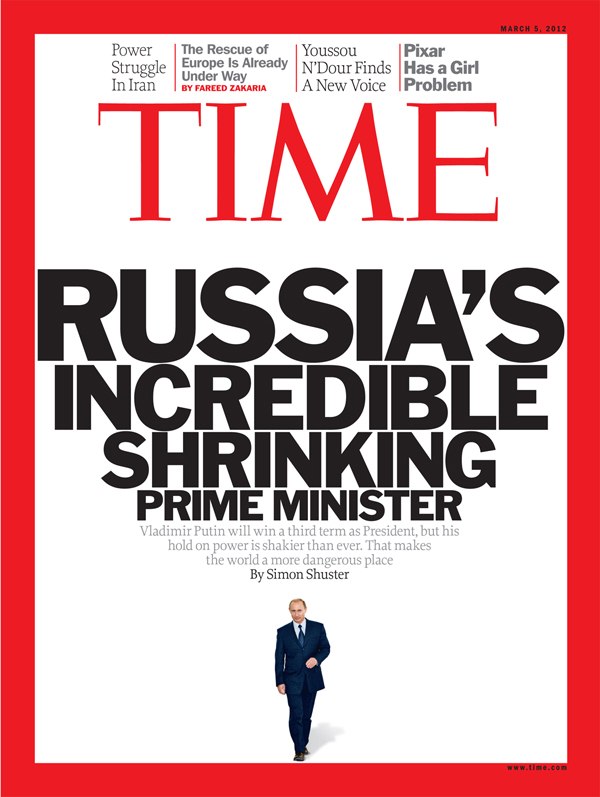 MARCH 5, 2012
Power
Struggle
In Iran
The Rescue of
Europe Is Already
Under Way
BY FAREED ZAKARIA
Youssou
N'Dour Finds
A New Voice
Pixar
Has a Girl
Problem
TIME
RUSSIA'S
INCREDIBLE
SHRINKING
PRIME MINISTER
Vladimir Putin will win a third term as President, but his
hold on power is shakier than ever. That makes
the world a more dangerous place
By Simon Shuster
www.time.com